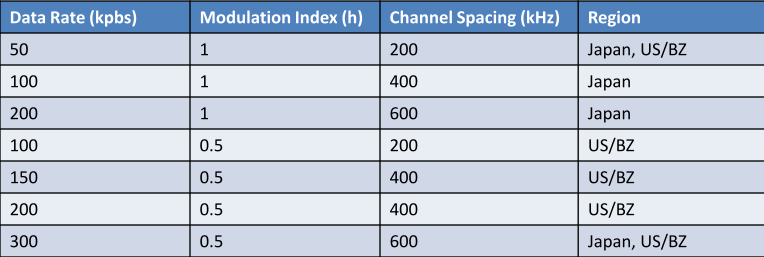 Data Rate (kpbs) Modulation Index (h) Channel Spacing (kHz) Region
50 1 200 Japan, US/BZ
100 1 400 Japan
200 1 600 Japan
100 0.5 200 US/BZ
150 0.5 400 US/BZ
200 0.5 400 US/BZ
300 0.5 600 Japan, US/BZ